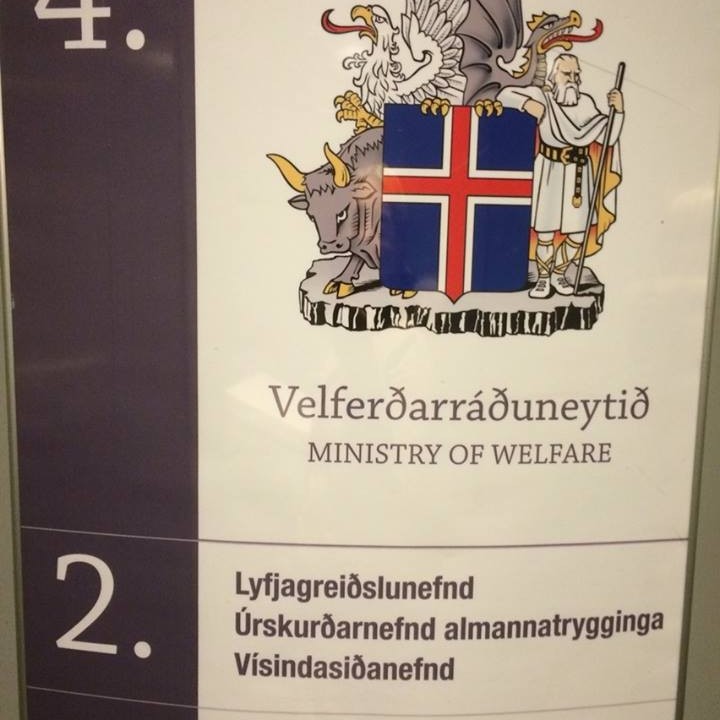 4.
Velferðarráðuneytið
MINISTRY OF WELFARE
2.
Lyfjagreiðslunefnd
Úrskurðarnefnd almannatrygginga
Vísindasiðanefnd